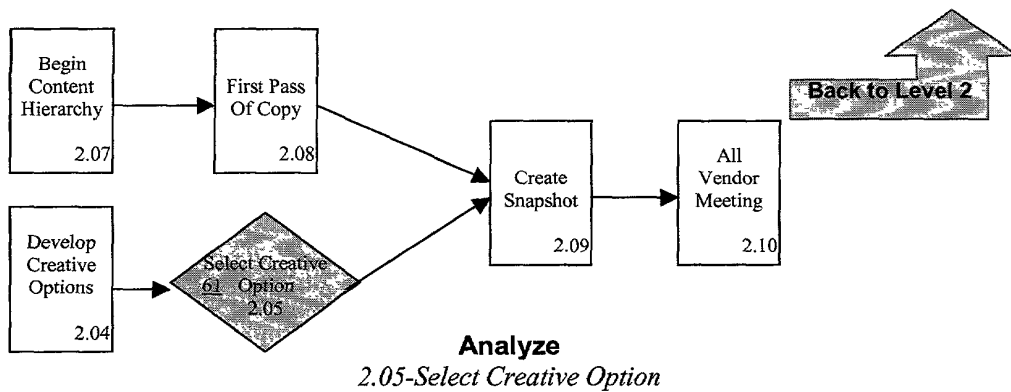 Begin
Content
Hierarchy
2.07
First Pass
Of Copy
2.08
Back to Level 2
Create
Snapshot
2.09
All
Vendor
Meeting
2.10
Develop
Creative
Options
2.04
Select Creative
61 Option
2.05
Analyze
2.05-Select Creative Option